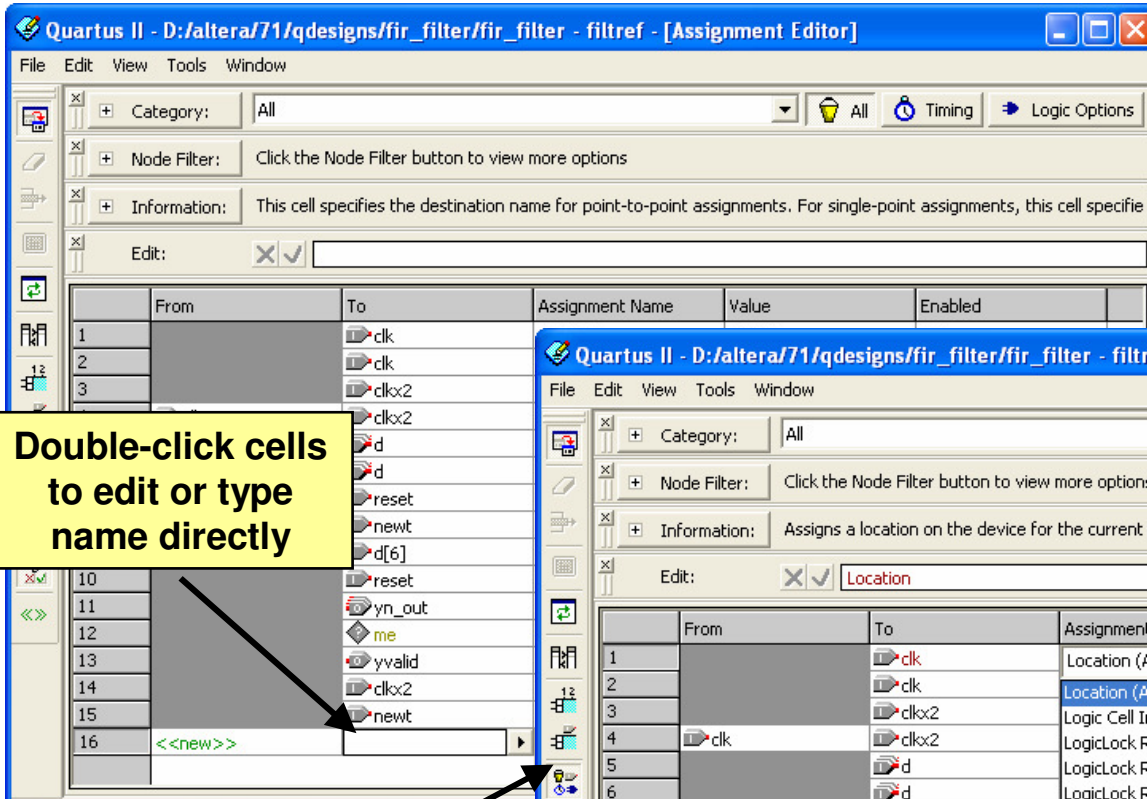 Quartus II - D:/altera/71/qdesigns/fir_filter/fir_filter - filtref - [Assignment Editor]
File Edit View Tools Window
Category: All All Timing Logic Options
Node Filter: Click the Node Filter button to view more options
Information: This cell specifies the destination name for point-to-point assignments. For single-point assignments, this cell specifie
Edit:
From To Assignment Name Value Enabled
1 clk
2 clk
3 clkx2
clkx2
d
d
reset
newt
d[6]
10 reset
11 yn_out
12 me
13 yvalid
14 clkx2
15 newt
16 <<new>>
Double-click cells
to edit or type
name directly
Quartus II - D:/altera/71/qdesigns/fir_filter/fir_filter - filtr
File Edit View Tools Window
Category: All
Node Filter: Click the Node Filter button to view more options
Information: Assigns a location on the device for the current
Edit: Location
From To Assignment
1 clk Location (A
2 clk Location (A
3 clkx2 Logic Cell In
4 clk clkx2 LogicLock R
5 d LogicLock R
6 d LogicLock R